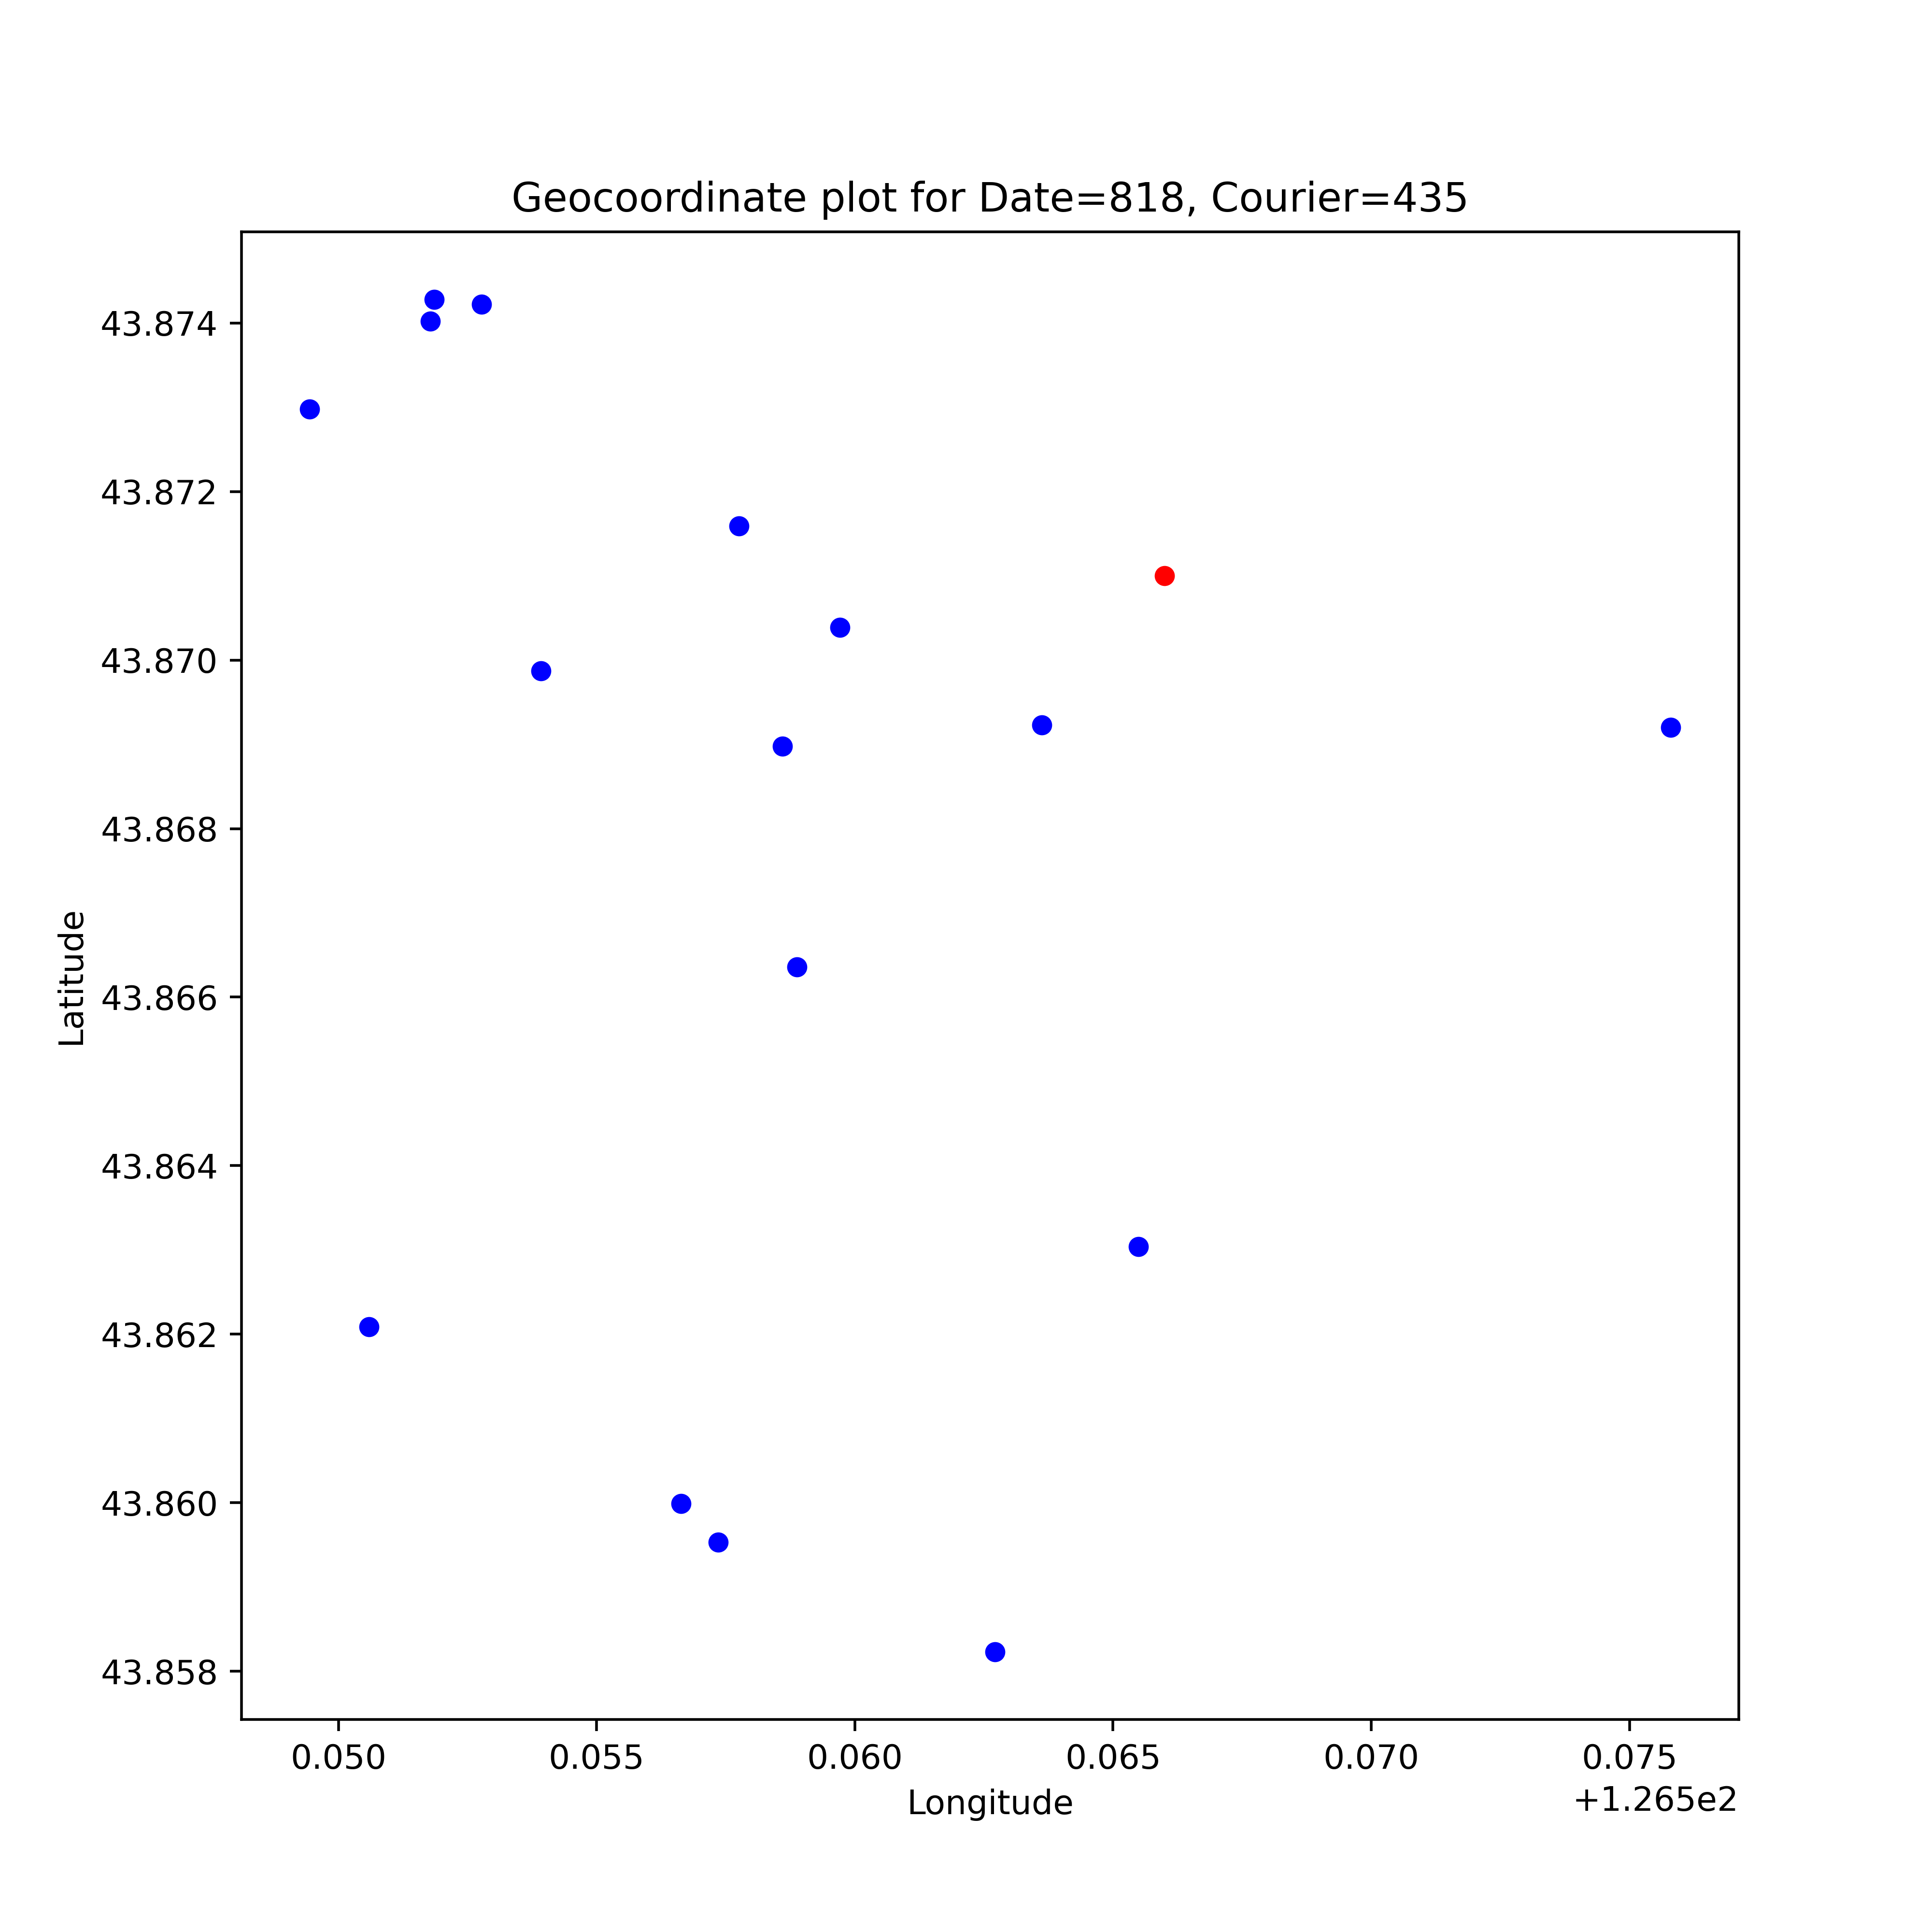 Geocoordinate plot for Date=818, Courier=435
43.874
43.872
43.870
43.868
43.866
43.864
43.862
43.860
43.858
Latitude
0.050 0.055 0.060 0.065 0.070 0.075
+1.265e2
Longitude